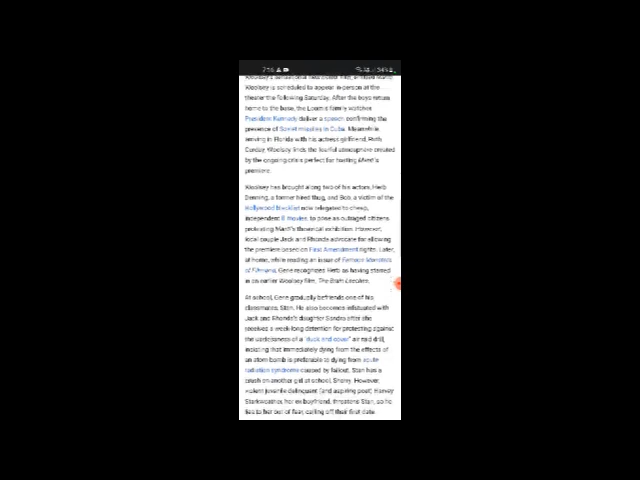 7:56
Woolsey's sensational
Woolsey is scheduled to appear in person at the
theater the following Saturday. After the boys return
home to the base, the Loomis family watches
President Kennedy deliver a speech confirming the
presence of Soviet missiles in Cuba. Meanwhile,
arriving in Florida with his actress girlfriend, Ruth
Corday, Woolsey finds the fearful atmosphere created
by the ongoing crisis perfect for hosting Mant!'s
premiere.
Woolsey has brought along two of his actors, Herb
Denning, a former hired thug, and Bob, a victim of the
Hollywood blacklist now relegated to cheap,
independent B movies, to pose as outraged citizens
protesting Mant!'s theatrical exhibition. However,
local couple Jack and Rhonda advocate for allowing
the premiere based on First Amendment rights. Later,
at home, while reading an issue of Famous Monsters
of Filmland, Gene recognizes Herb as having starred
in an earlier Woolsey film, The Brain Leeches.
At school, Gene gradually befriends one of his
classmates, Stan. He also becomes infatuated with
Jack and Rhonda's daughter Sandra after she
receives a week-long detention for protesting against
the uselessness of a "duck and cover" air raid drill,
insisting that immediately dying from the effects of
an atom bomb is preferable to dying from acute
radiation syndrome caused by fallout. Stan has a
crush on another girl at school, Sherry. However,
violent juvenile delinquent (and aspiring poet) Harvey
Starkweather, her ex-boyfriend, threatens Stan, so he
lies to her out of fear, calling off their first date.